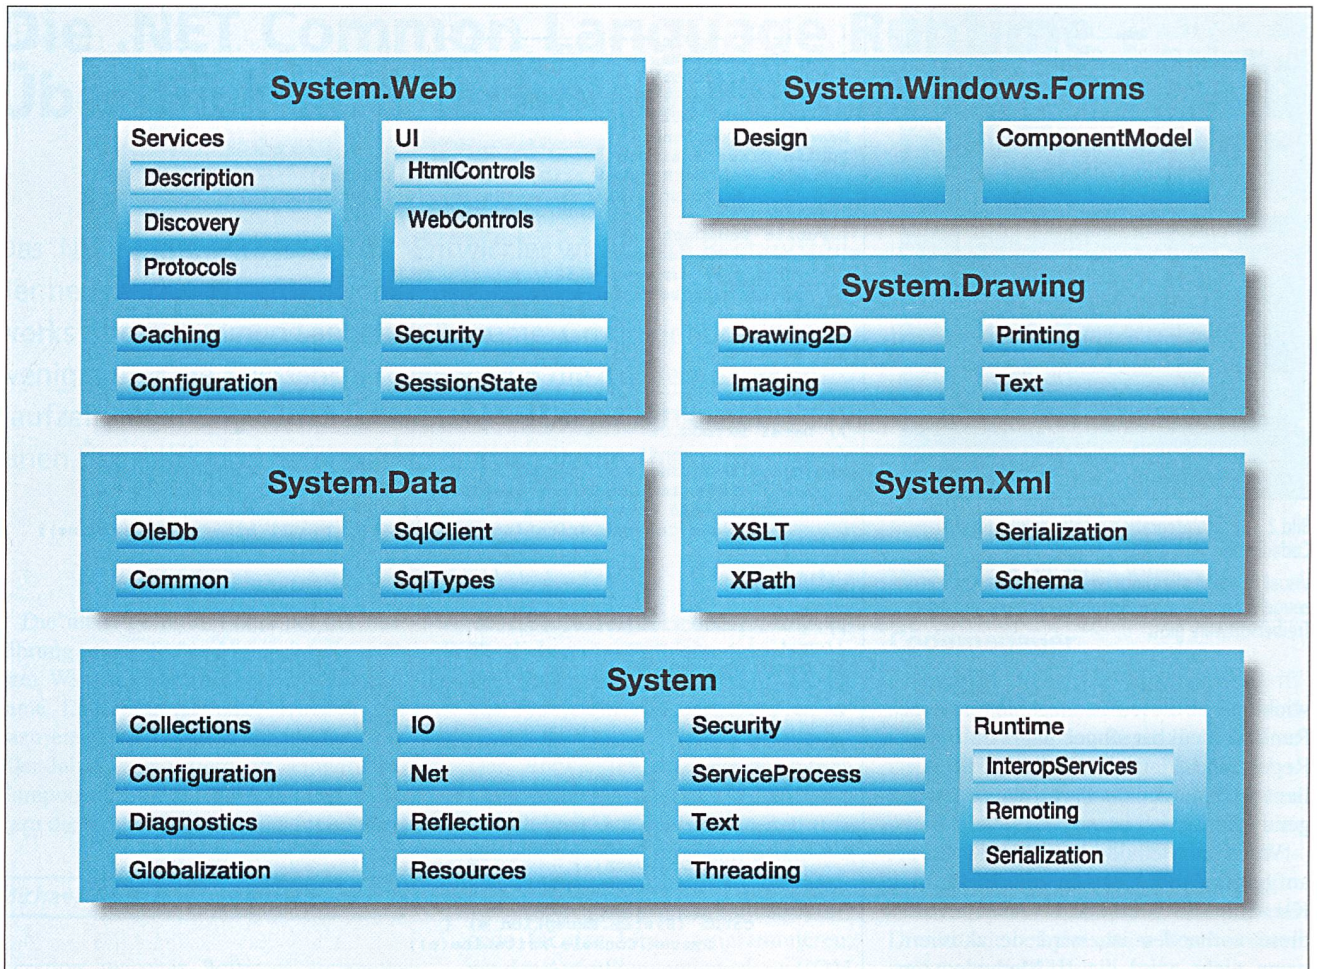 System.Web
Services
Description
Discovery
Protocols
UI
HtmlControls
WebControls
Caching
Security
Configuration
SessionState
System.Windows.Forms
Design
ComponentModel
System.Drawing
Drawing2D
Printing
Imaging
Text
System.Data
OleDb
SqlClient
Common
SqlTypes
System.Xml
XSLT
Serialization
XPath
Schema
System
Collections
IO
Security
Configuration
Net
ServiceProcess
Diagnostics
Reflection
Text
Globalization
Resources
Threading
Runtime
InteropServices
Remoting
Serialization